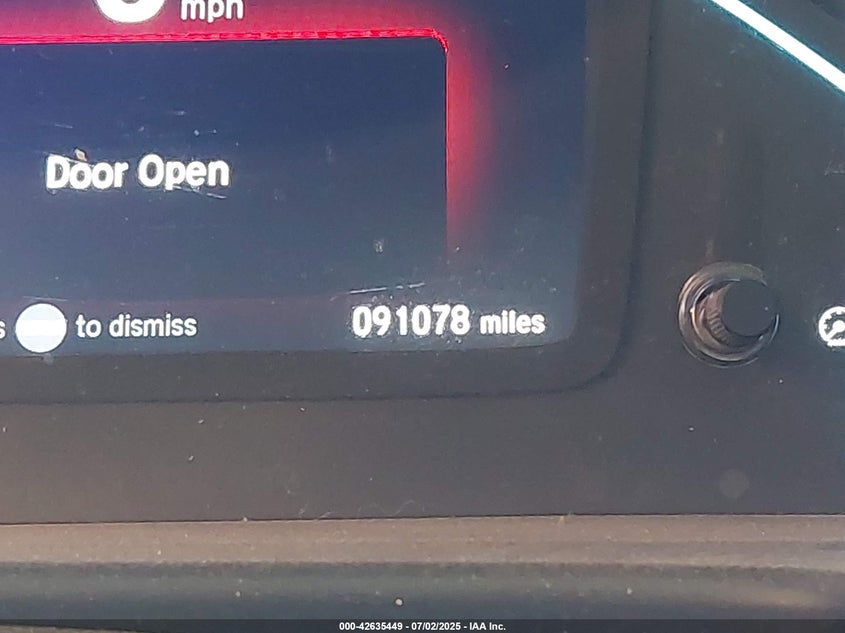 mph
Door Open
s to dismiss
091078 miles
000-42635449 - 07/02/2025 - IAA Inc.